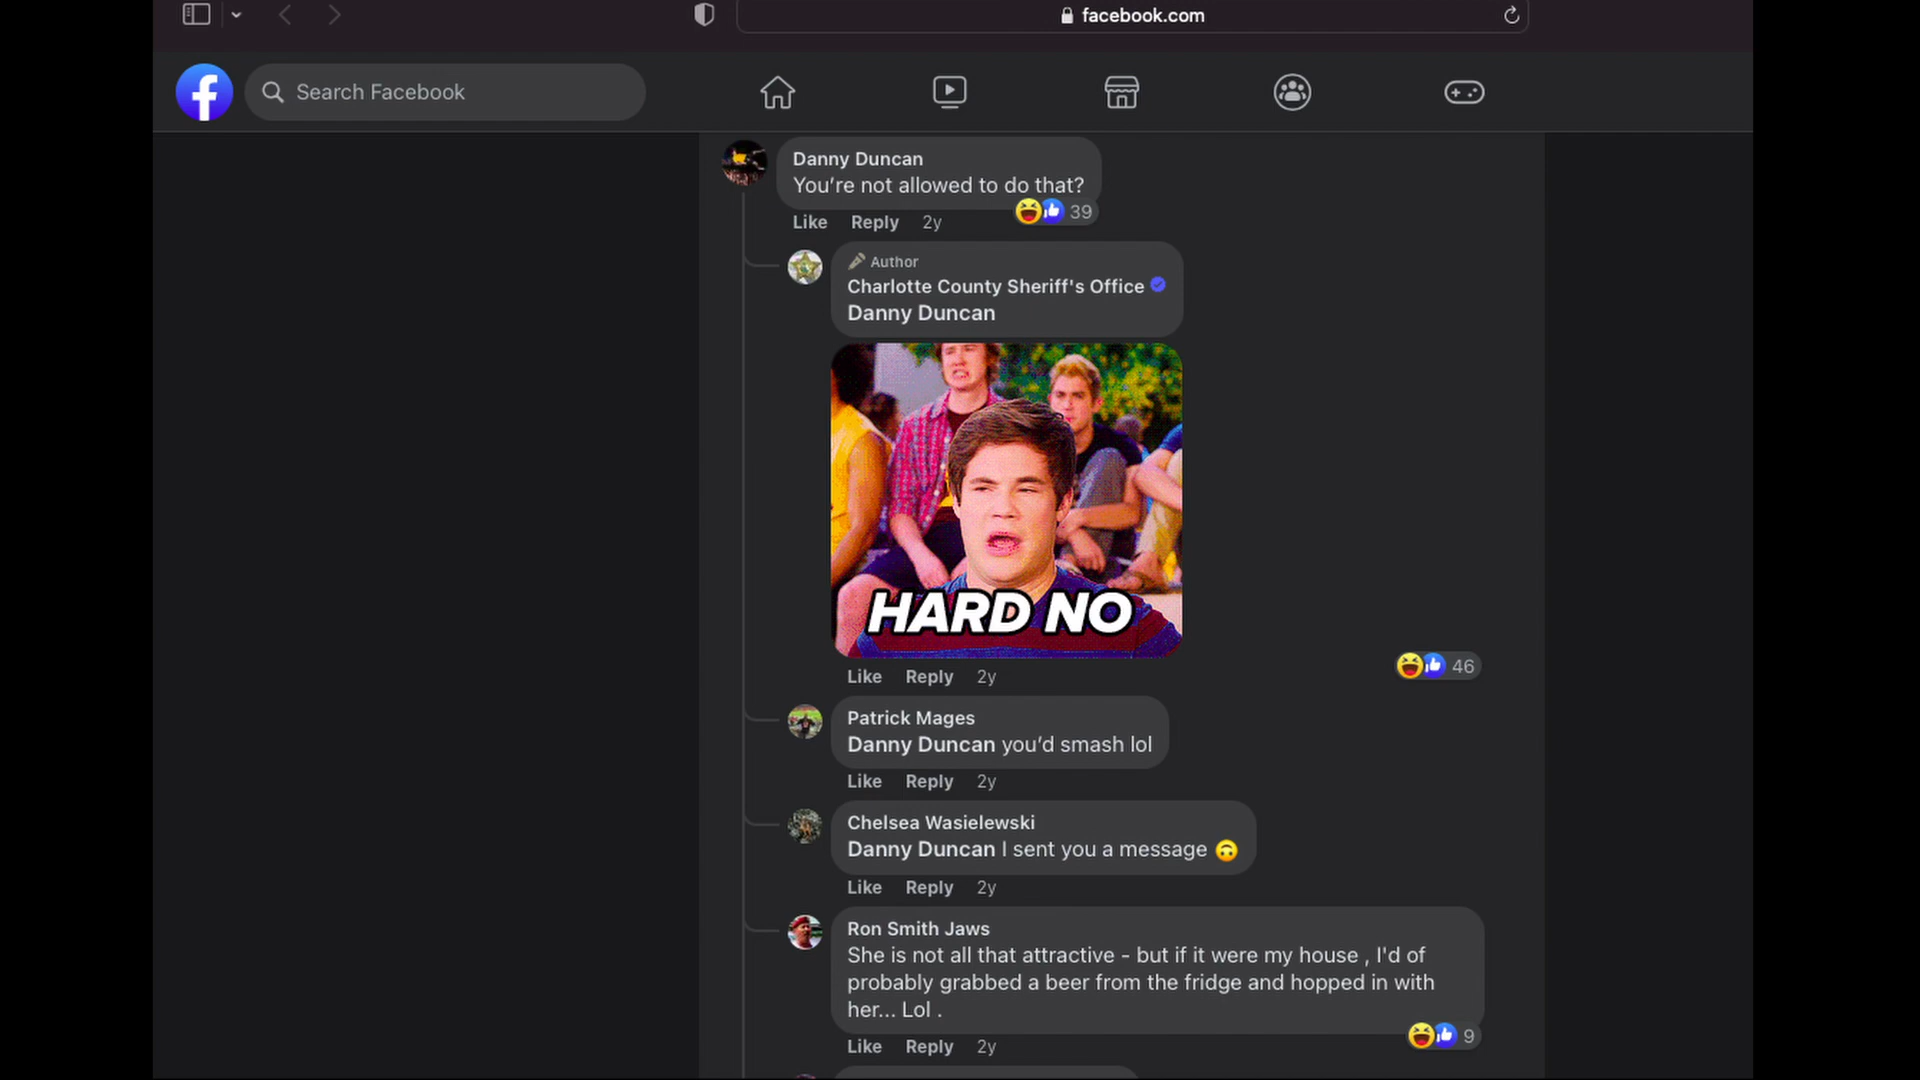 facebook.com
Search Facebook
Danny Duncan
You’re not allowed to do that?
Like Reply 2y
39
Author
Charlotte County Sheriff's Office
Danny Duncan
HARD NO
Like Reply 2y
46
Patrick Mages
Danny Duncan you’d smash lol
Like Reply 2y
Chelsea Wasielewski
Danny Duncan I sent you a message
Like Reply 2y
Ron Smith Jaws
She is not all that attractive - but if it were my house , I'd of
probably grabbed a beer from the fridge and hopped in with
her... Lol .
9
Like Reply 2y